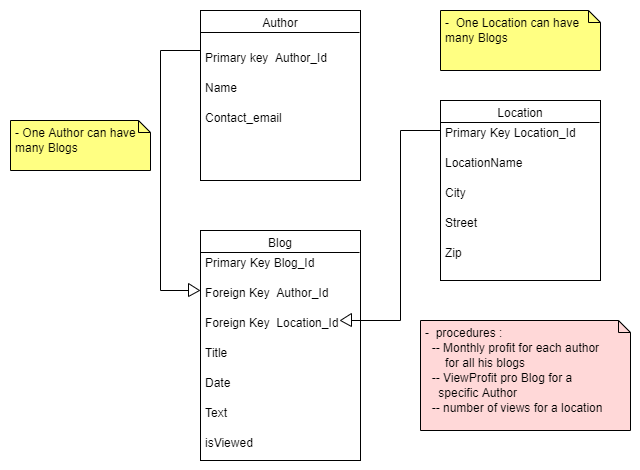 Author
Primary key  Author_Id
Name
Contact_email
-  One Location can have
many Blogs
- One Author can have
many Blogs
Location
Primary Key Location_Id
LocationName
City
Street
Zip
Blog
Primary Key Blog_Id
Foreign Key  Author_Id
Foreign Key  Location_Id
Title
Date
Text
isViewed
-  procedures :
-- Monthly profit for each author
for all his blogs
-- ViewProfit pro Blog for a
specific Author
-- number of views for a location